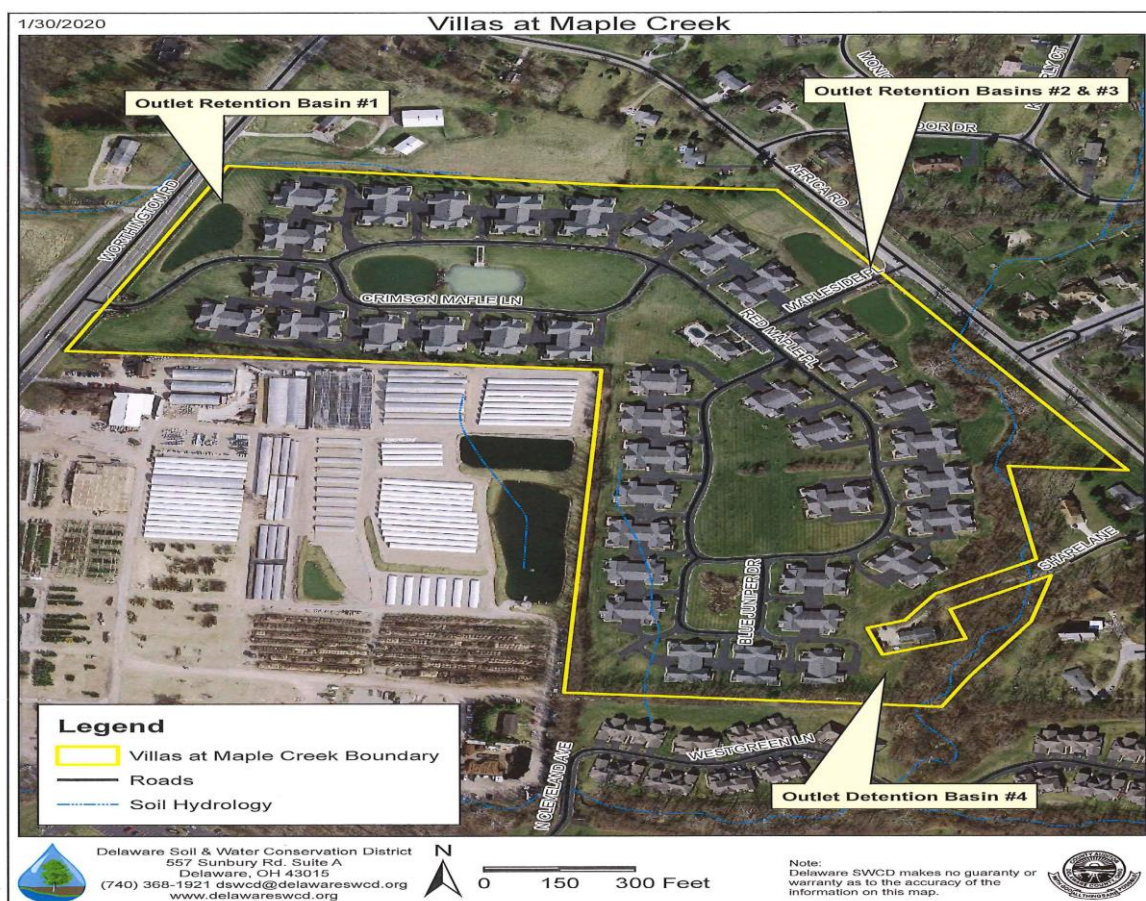 1/30/2020
Villas at Maple Creek
Outlet Retention Basin #1
Outlet Retention Basins #2 & #3
DOOR DR
WORTHINGTON RD
AFRICA RD
MAPLESIDE PL
CRIMSON MAPLE LN
RED MAPLE PL
SHARE LANE
BLUE JUNIPER DR
WESTGREEN LN
N CLEVELAND AVE
Outlet Detention Basin #4
Legend
Villas at Maple Creek Boundary
Roads
Soil Hydrology
Delaware Soil & Water Conservation District
557 Sunbury Rd. Suite A
Delaware, OH 43015
(740) 368-1921 dswcd@delawareswcd.org
www.delawareswcd.org
N
0 150 300 Feet
Note:
Delaware SWCD makes no guaranty or
warranty as to the accuracy of the
information on this map.